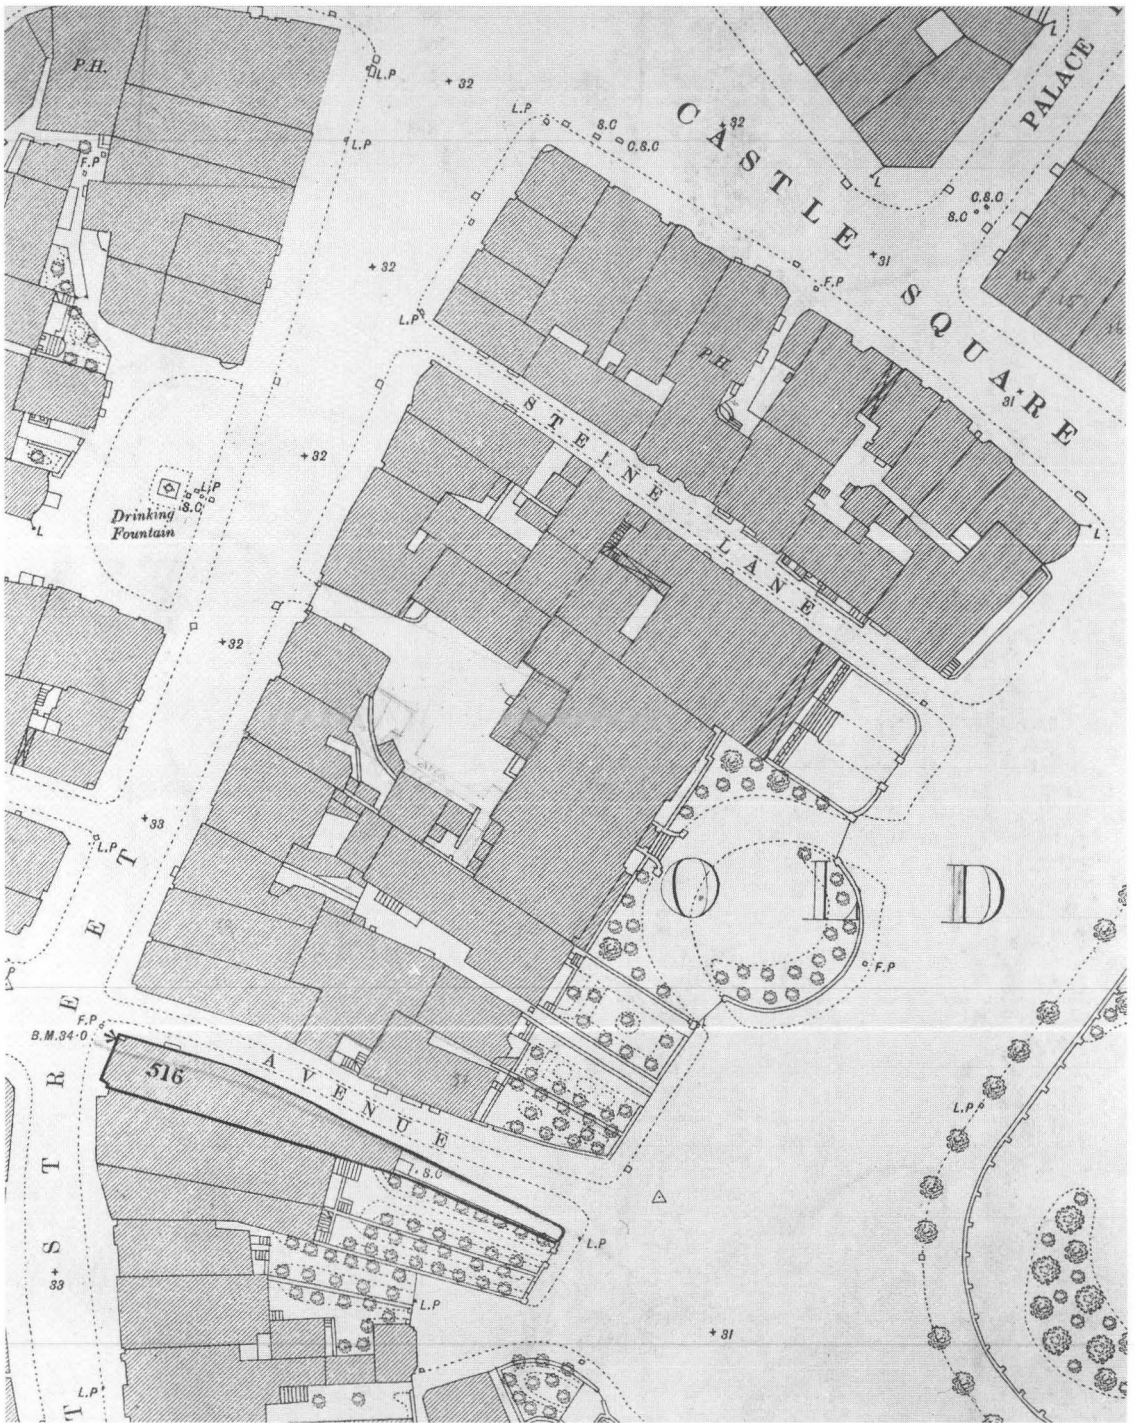 P.H.
L.P
+ 32
L.P
S.C
C.S.C
32
PALACE
CASTLE SQUARE
L.P
F.P
L
L
C.S.C
S.C
+31
+32
L.P
F.P
P.H
31
STEINE LANE
+32
L.P
S.C
Drinking
Fountain
L
L
+32
+33
L.P
F.P
F.P
B.M.34·0
516
AVENUE
S.C
L.P
L.P
STREET
+
33
L.P
+31
L.P